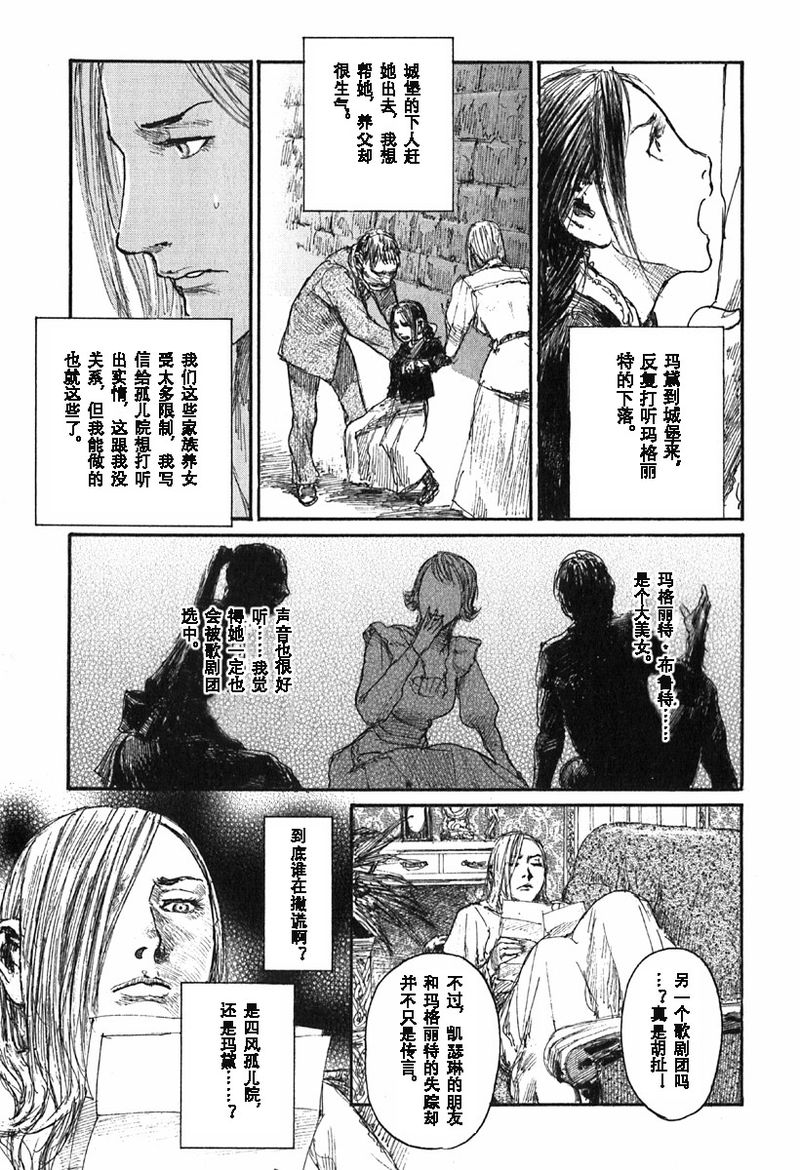 玛黛到城堡来，
反复打听玛格丽
特的下落。
城堡的下人赶
她出去，我想
帮她，养父却
很生气。
我们这些家族养女
受太多限制，我写
信给孤儿院想打听
出实情，这跟我没
关系，但我能做的
也就这些了。
玛格丽特·布鲁特……
是个大美女。
声音也很好
听……我觉
得她一定也
会被歌剧团
选中。
另一个歌剧团吗
……？真是胡扯—
不过，凯瑟琳的朋友
和玛格丽特的失踪却
并不只是传言。
到底谁在撒谎啊？
是四风孤儿院，
还是玛黛……？